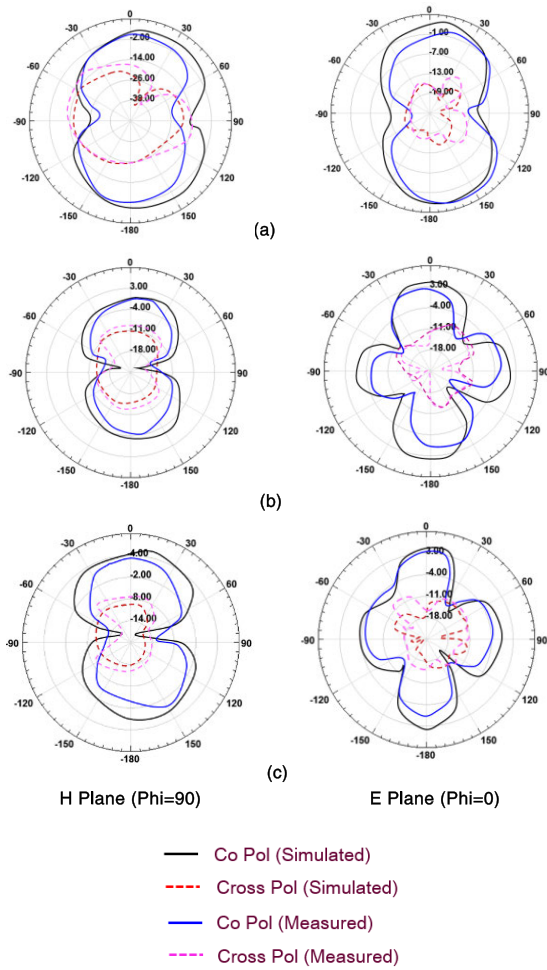 0 0
-30 30 -30 30
-2.00 -1.00
-60 -14.00 60 -60 -7.00 60
-26.00 -13.00
-38.00 -19.00
-90 90 -90 90
-120 120 -120 120
-150 150 -150 150
-180 -180
(a)
0 0
-30 30 -30 30
3.00 3.00
-60 -4.00 60 -60 -4.00 60
-11.00 -11.00
-18.00 -18.00
-90 90 -90 90
-120 120 -120 120
-150 150 -150 150
-180 -180
(b)
0 0
-30 30 -30 30
-4.00 3.00
-60 -2.00 60 -60 -4.00 60
-8.00 -11.00
-14.00 -18.00
-90 90 -90 90
-120 120 -120 120
-150 150 -150 150
-180 -180
(c)
H Plane (Phi=90) E Plane (Phi=0)
Co Pol (Simulated)
Cross Pol (Simulated)
Co Pol (Measured)
Cross Pol (Measured)